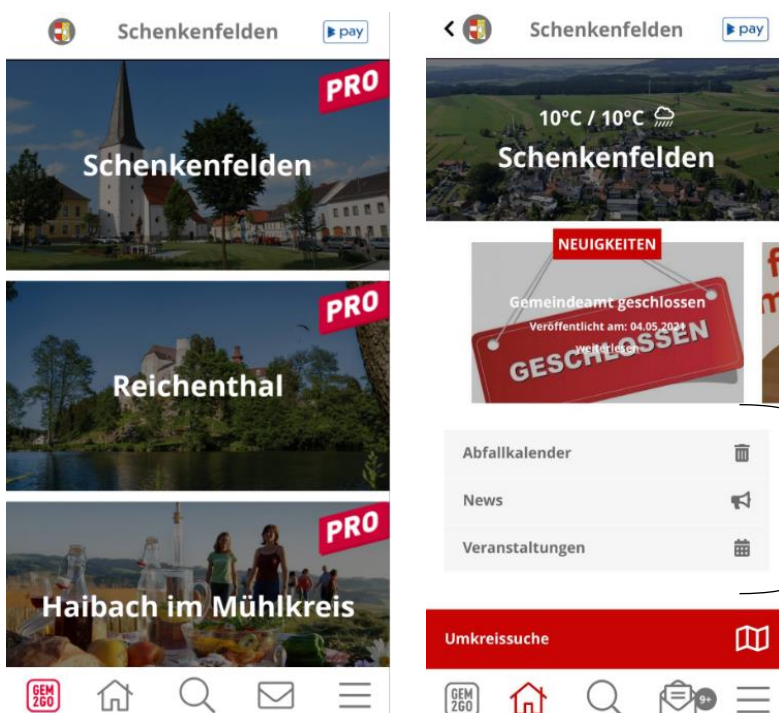 Schenkenfelden
pay
PRO
Schenkenfelden
PRO
Reichenthal
PRO
Haibach im Mühlkreis
GEM
2GO
Schenkenfelden
pay
10°C / 10°C
Schenkenfelden
NEUIGKEITEN
Gemeindeamt geschlossen
Veröffentlicht am: 04.05.2021
weiterlesen
GESCHLOSSEN
Abfallkalender
News
Veranstaltungen
Umkreissuche
GEM
2GO
9+